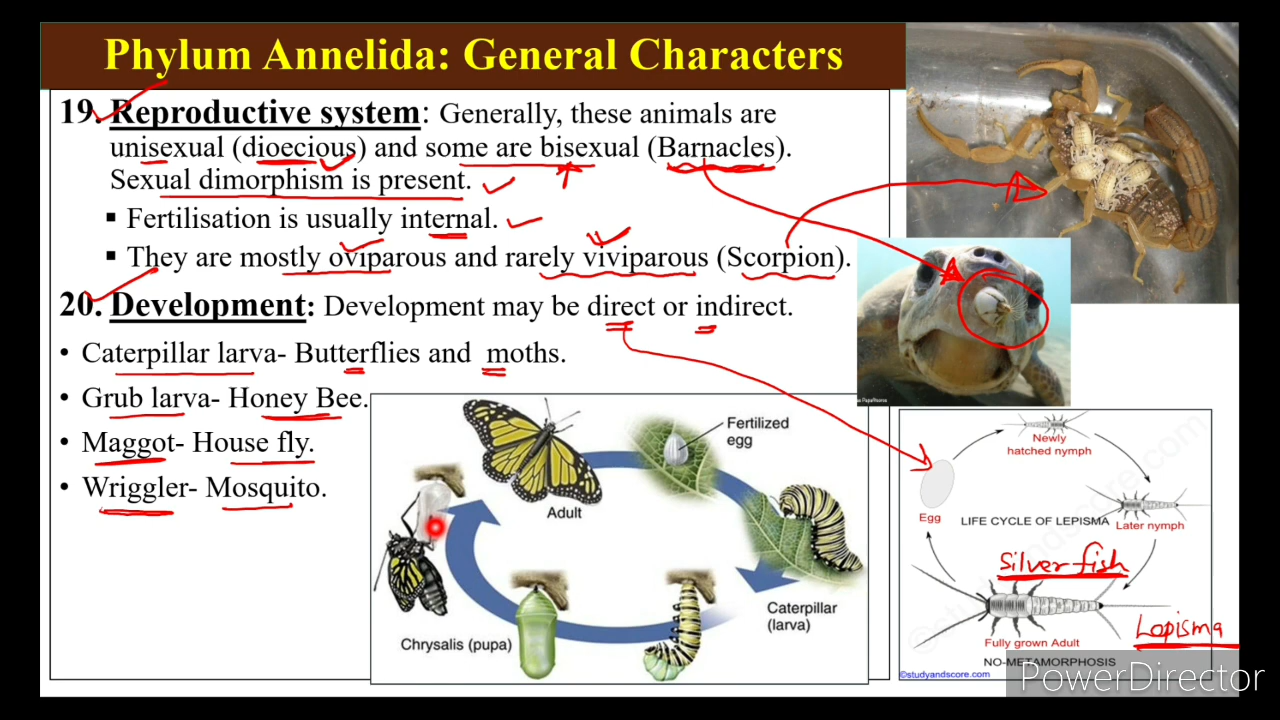 Phylum Annelida: General Characters
19. Reproductive system: Generally, these animals are
unisexual (dioecious) and some are bisexual (Barnacles).
Sexual dimorphism is present.
▪ Fertilisation is usually internal.
▪ They are mostly oviparous and rarely viviparous (Scorpion).
20. Development: Development may be direct or indirect.
• Caterpillar larva- Butterflies and moths.
• Grub larva- Honey Bee.
• Maggot- House fly.
• Wriggler- Mosquito.
Fertilized
egg
Adult
Caterpillar
(larva)
Chrysalis (pupa)
Newly
hatched nymph
Egg
LIFE CYCLE OF LEPISMA
Later nymph
Silver fish
Fully grown Adult
Lepisma
NO-METAMORPHOSIS
©studyandscore.com
PowerDirector